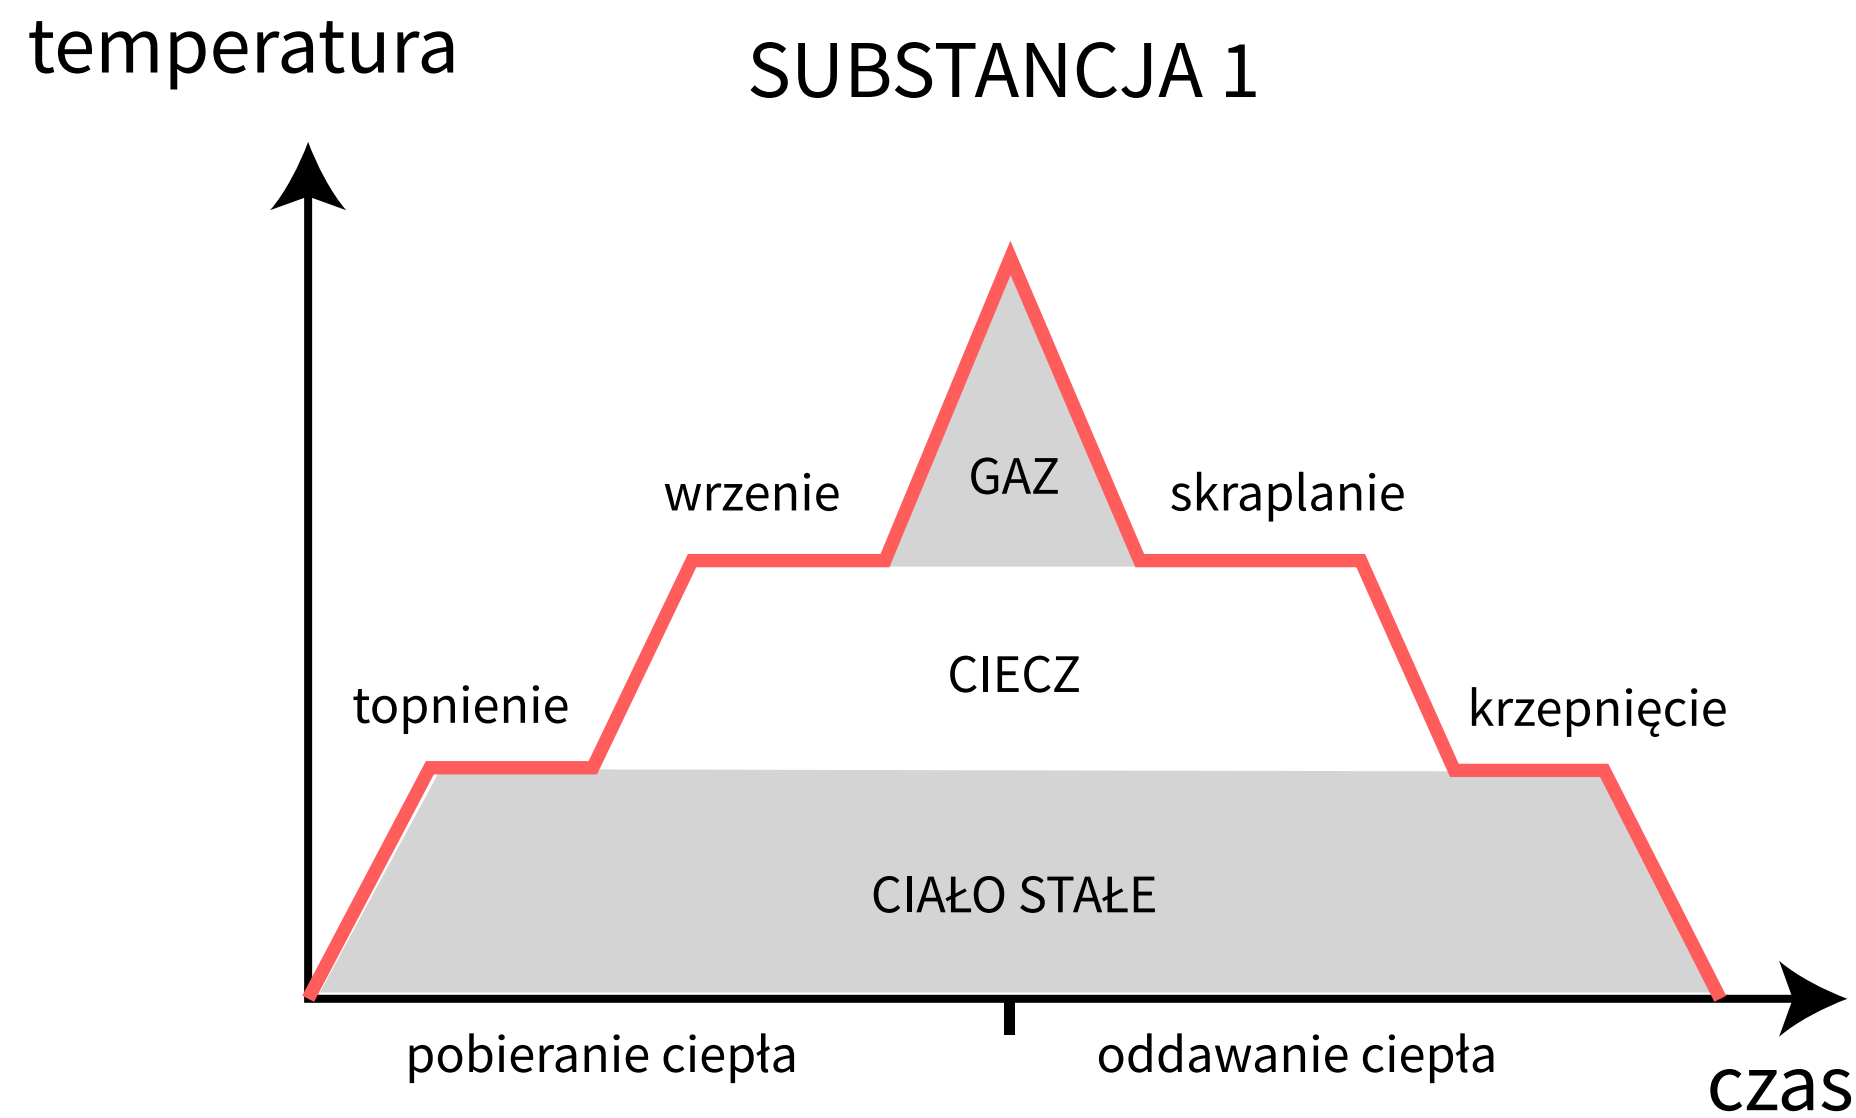 temperatura
SUBSTANCJA 1
GAZ
wrzenie
skraplanie
CIECZ
topnienie
krzepnięcie
CIAŁO STAŁE
pobieranie ciepła
oddawanie ciepła
czas